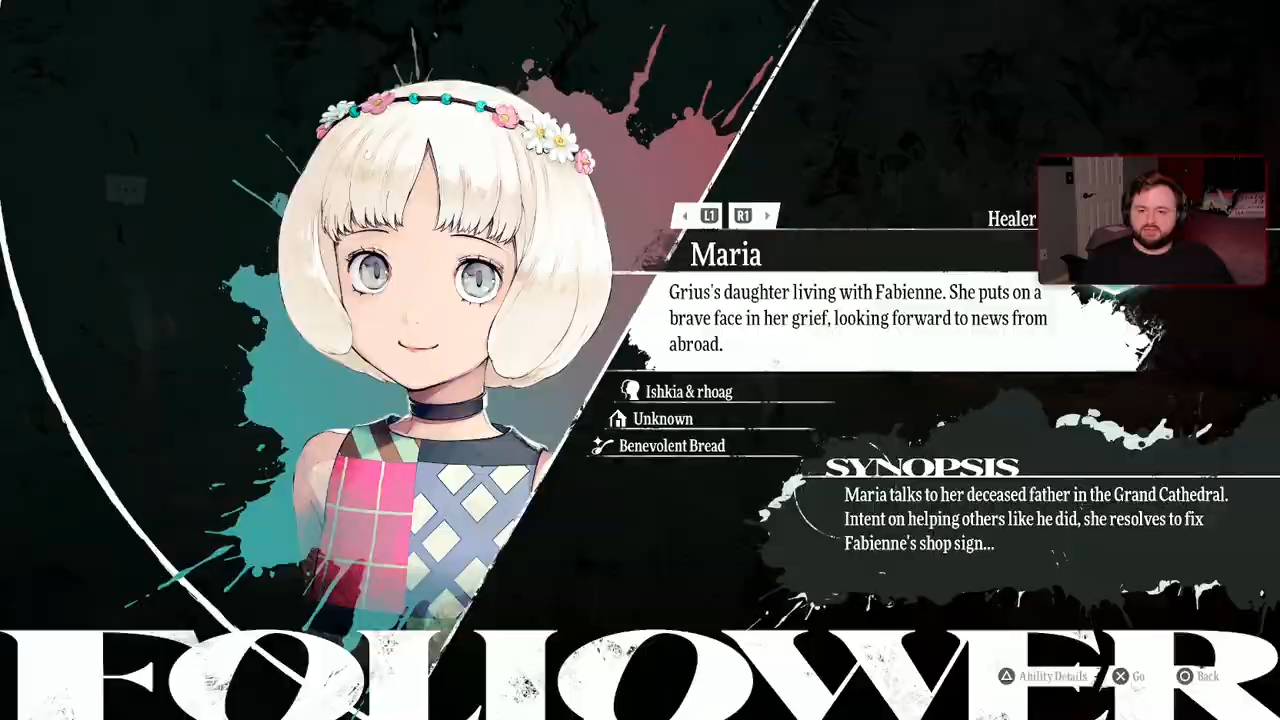 L1 R1
Healer
Maria
Grius's daughter living with Fabienne. She puts on a
brave face in her grief, looking forward to news from
abroad.
Ishkia & rhoag
Unknown
Benevolent Bread
SYNOPSIS
Maria talks to her deceased father in the Grand Cathedral.
Intent on helping others like he did, she resolves to fix
Fabienne's shop sign...
FOLLOWER
Ability Details Go Back